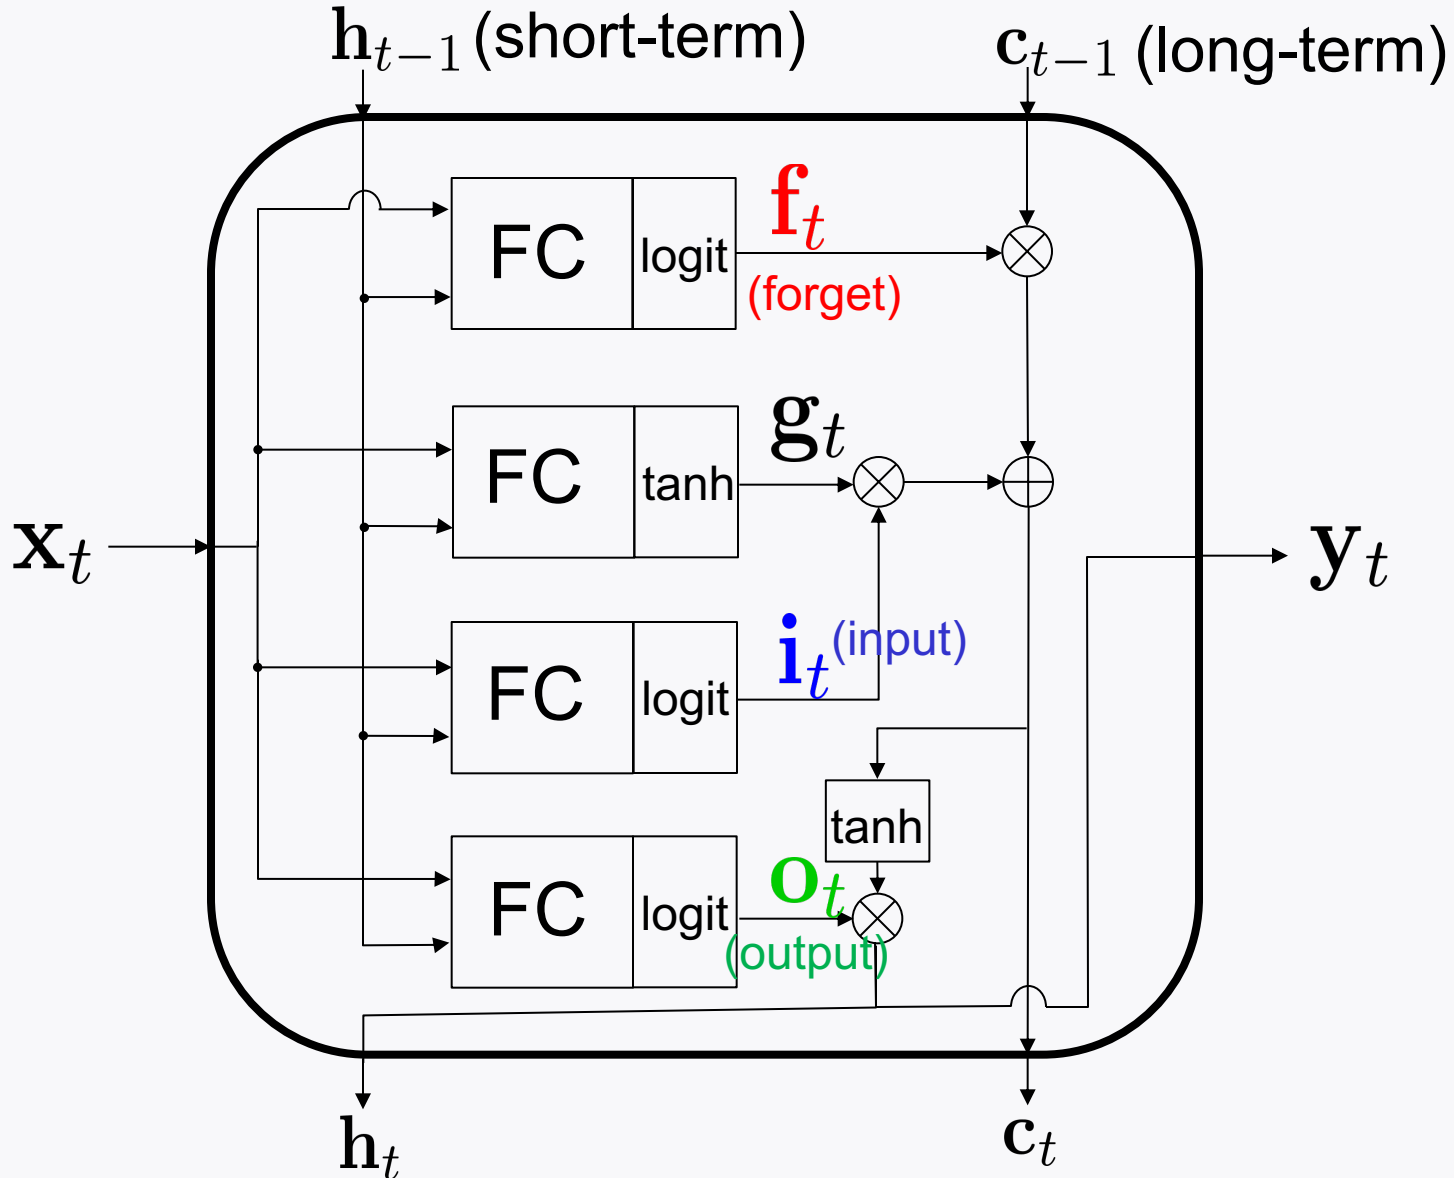 h_{t−1} (short-term)
c_{t−1} (long-term)
FC logit
f_t
(forget)
FC tanh
g_t
x_t
y_t
FC logit
i_t (input)
tanh
FC logit
o_t
(output)
h_t
c_t